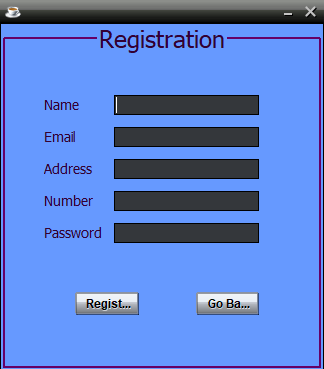 Registration
Name
Email
Address
Number
Password
Regist... Go Ba...